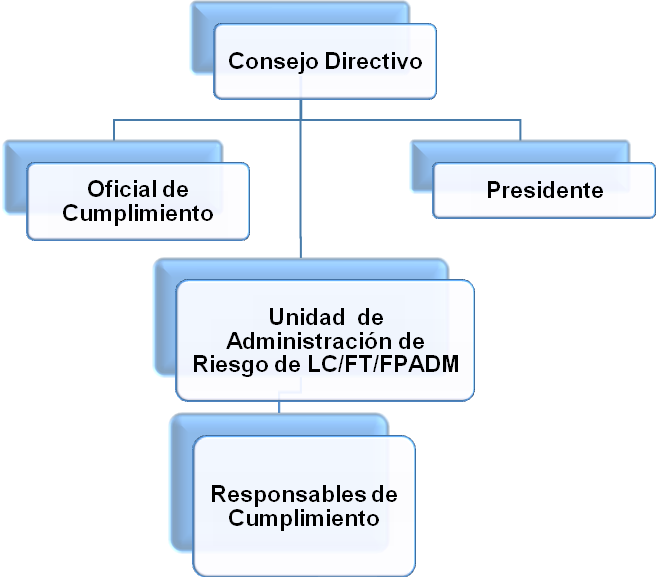 Consejo Directivo
Oficial de
Cumplimiento
Presidente
Unidad de
Administración de
Riesgo de LC/FT/FPADM
Responsables de
Cumplimiento